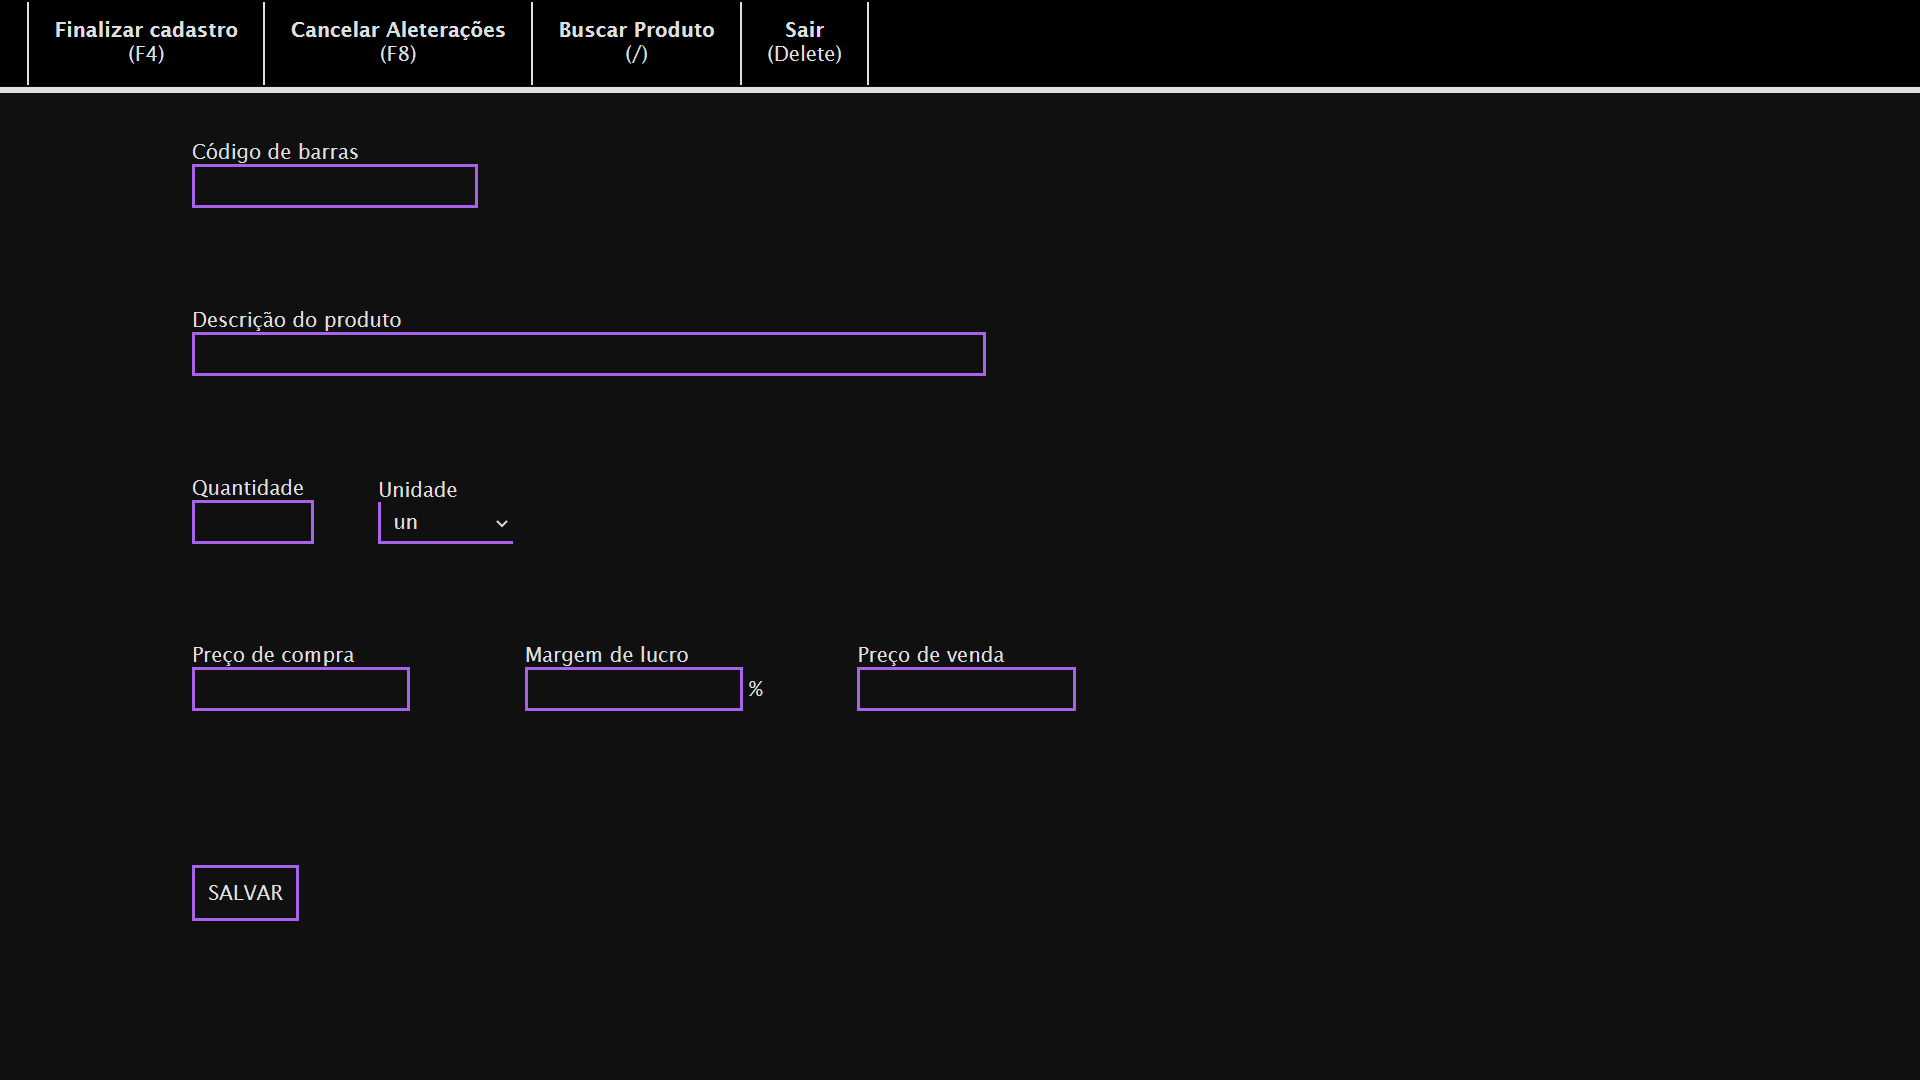 Finalizar cadastro
(F4)
Cancelar Aleterações
(F8)
Buscar Produto
(/)
Sair
(Delete)
Código de barras
Descrição do produto
Quantidade
Unidade
un
Preço de compra
Margem de lucro
%
Preço de venda
SALVAR